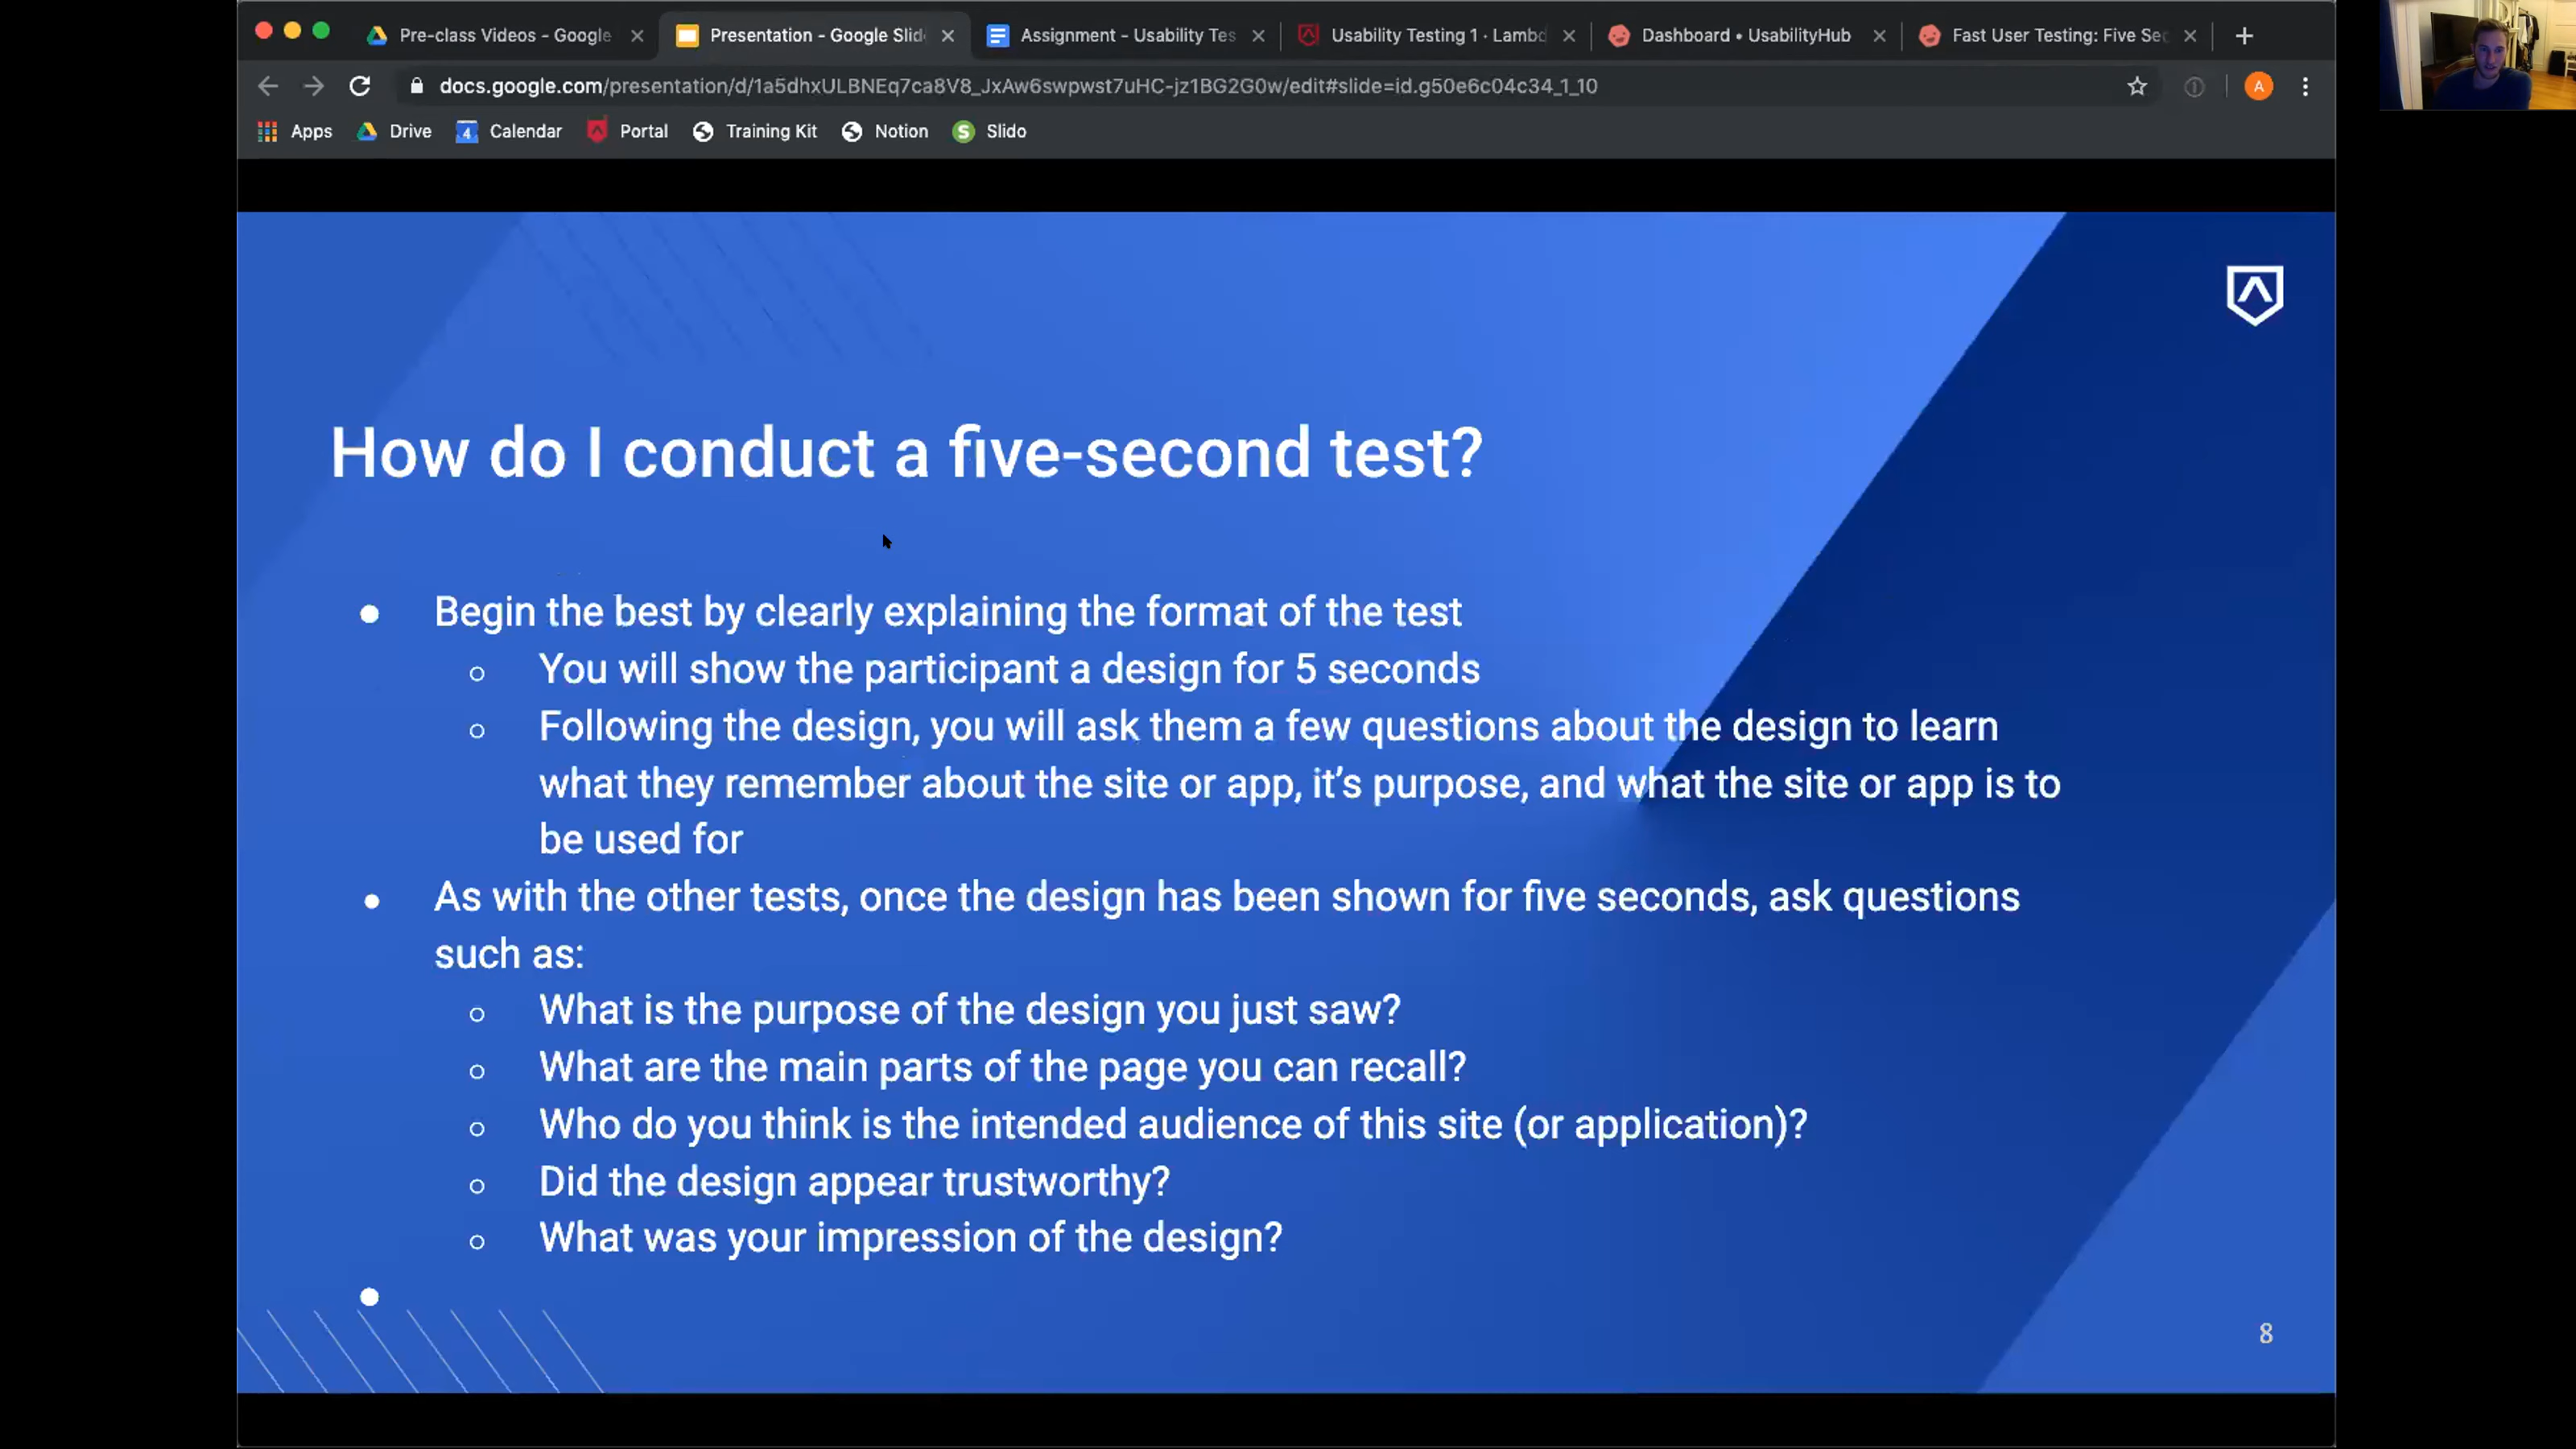 Pre-class Videos - Google
Presentation - Google Slid
Assignment - Usability Tes
Usability Testing 1 · Lambd
Dashboard • UsabilityHub
Fast User Testing: Five Sec
docs.google.com/presentation/d/1a5dhxULBNEq7ca8V8_JxAw6swpwst7uHC-jz1BG2G0w/edit#slide=id.g50e6c04c34_1_10
A
Apps
Drive
4
Calendar
Portal
Training Kit
Notion
S
Slido
How do I conduct a five-second test?
● Begin the best by clearly explaining the format of the test
○ You will show the participant a design for 5 seconds
○ Following the design, you will ask them a few questions about the design to learn
what they remember about the site or app, it’s purpose, and what the site or app is to
be used for
● As with the other tests, once the design has been shown for five seconds, ask questions
such as:
○ What is the purpose of the design you just saw?
○ What are the main parts of the page you can recall?
○ Who do you think is the intended audience of this site (or application)?
○ Did the design appear trustworthy?
○ What was your impression of the design?
●
8